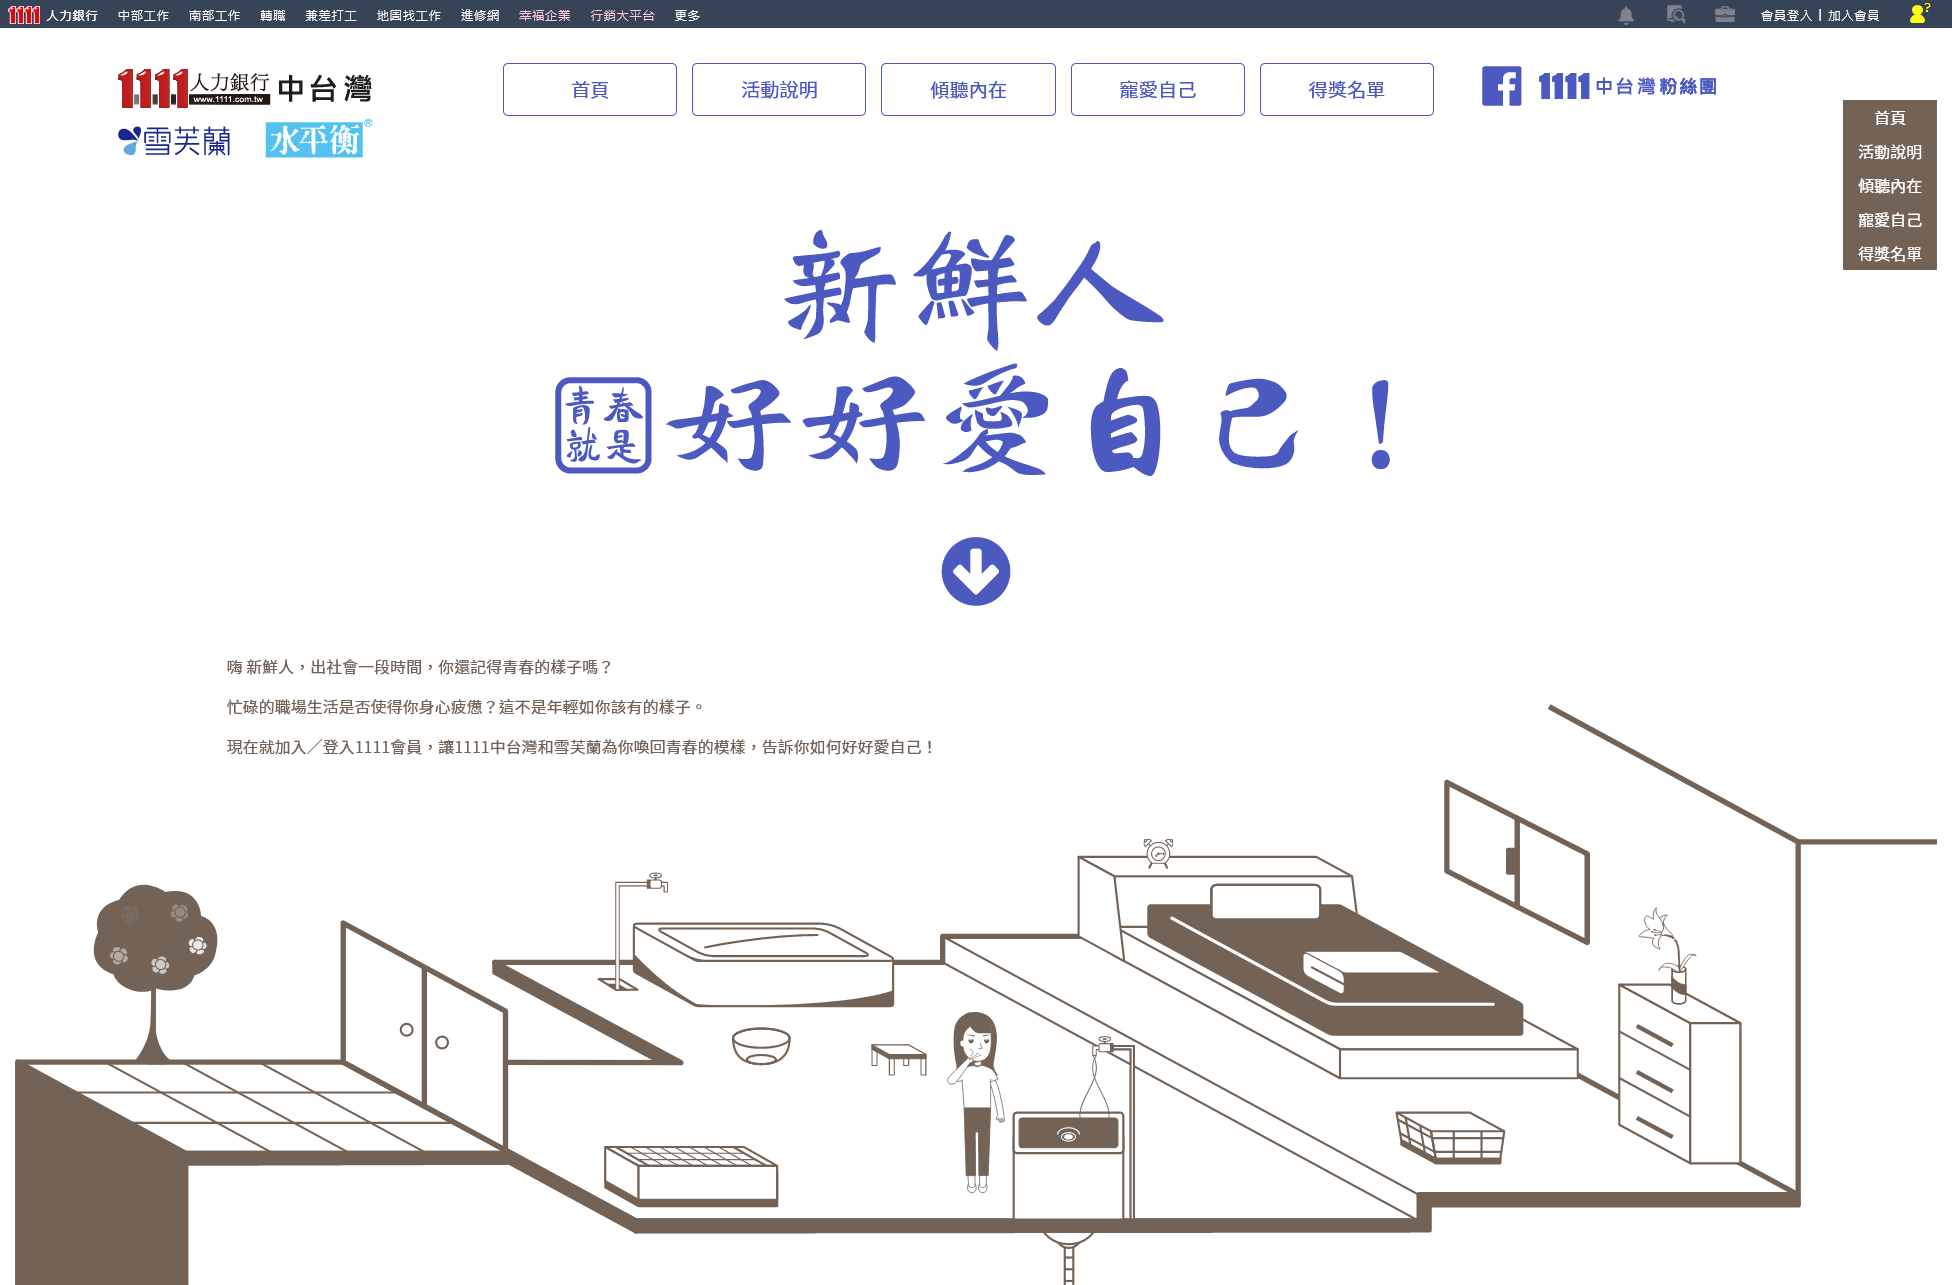 1111 人力銀行 中部工作 南部工作 轉職 兼差打工 地圖找工作 進修網 幸福企業 行銷大平台 更多 會員登入 | 加入會員
1111人力銀行 中台灣
www.1111.com.tw
雪芙蘭 水平衡®
首頁 活動說明 傾聽內在 寵愛自己 得獎名單
1111 中台灣粉絲團
首頁
活動說明
傾聽內在
寵愛自己
得獎名單
新鮮人
青春就是 好好愛自己！
嗨 新鮮人，出社會一段時間，你還記得青春的樣子嗎？
忙碌的職場生活是否使得你身心疲憊？這不是年輕如你該有的樣子。
現在就加入／登入1111會員，讓1111中台灣和雪芙蘭為你喚回青春的模樣，告訴你如何好好愛自己！